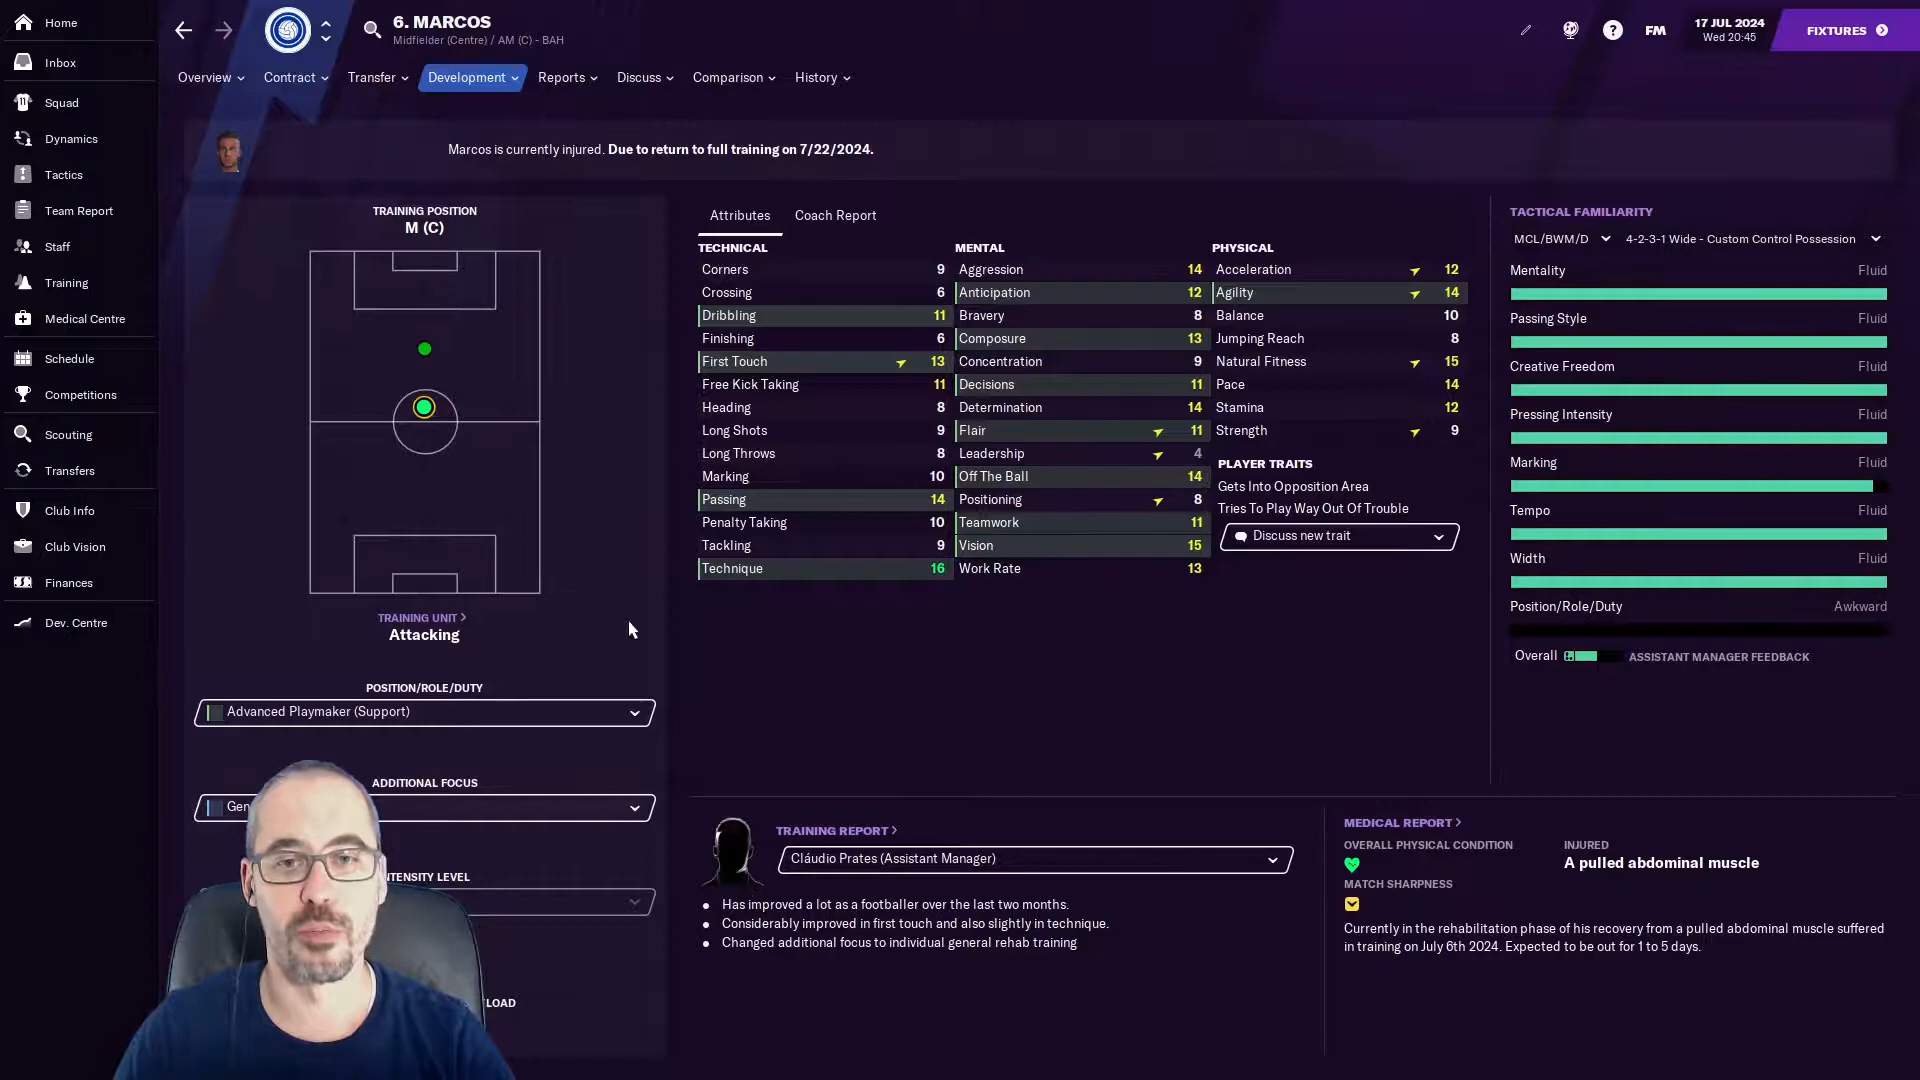 Home
Inbox
Squad
Dynamics
Tactics
Team Report
Staff
Training
Medical Centre
Schedule
Competitions
Scouting
Transfers
Club Info
Club Vision
Finances
Dev. Centre
6. MARCOS
Midfielder (Centre) / AM (C) - BAH
FM
17 JUL 2024
Wed 20:45
FIXTURES
Overview
Contract
Transfer
Development
Reports
Discuss
Comparison
History
Marcos is currently injured. Due to return to full training on 7/22/2024.
TRAINING POSITION
M (C)
TRAINING UNIT
Attacking
POSITION/ROLE/DUTY
Advanced Playmaker (Support)
ADDITIONAL FOCUS
Gen
NTENSITY LEVEL
LOAD
Attributes
Coach Report
TECHNICAL
Corners 9
Crossing 6
Dribbling 11
Finishing 6
First Touch 13
Free Kick Taking 11
Heading 8
Long Shots 9
Long Throws 8
Marking 10
Passing 14
Penalty Taking 10
Tackling 9
Technique 16
MENTAL
Aggression 14
Anticipation 12
Bravery 8
Composure 13
Concentration 9
Decisions 11
Determination 14
Flair 11
Leadership 4
Off The Ball 14
Positioning 8
Teamwork 11
Vision 15
Work Rate 13
PHYSICAL
Acceleration 12
Agility 14
Balance 10
Jumping Reach 8
Natural Fitness 15
Pace 14
Stamina 12
Strength 9
PLAYER TRAITS
Gets Into Opposition Area
Tries To Play Way Out Of Trouble
Discuss new trait
TACTICAL FAMILIARITY
MCL/BWM/D
4-2-3-1 Wide - Custom Control Possession
Mentality Fluid
Passing Style Fluid
Creative Freedom Fluid
Pressing Intensity Fluid
Marking Fluid
Tempo Fluid
Width Fluid
Position/Role/Duty Awkward
Overall
ASSISTANT MANAGER FEEDBACK
TRAINING REPORT
Cláudio Prates (Assistant Manager)
Has improved a lot as a footballer over the last two months.
Considerably improved in first touch and also slightly in technique.
Changed additional focus to individual general rehab training
MEDICAL REPORT
OVERALL PHYSICAL CONDITION
MATCH SHARPNESS
INJURED
A pulled abdominal muscle
Currently in the rehabilitation phase of his recovery from a pulled abdominal muscle suffered
in training on July 6th 2024. Expected to be out for 1 to 5 days.